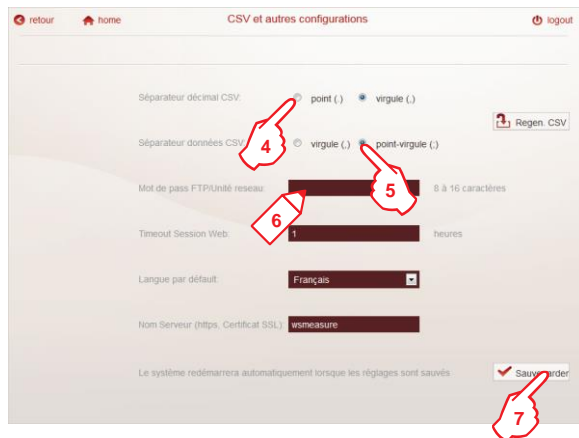 retour home CSV et autres configurations logout
Séparateur décimal CSV: point (.) virgule (,)
Regen. CSV
4
Séparateur données CSV: virgule (,) point-virgule (;)
5
Mot de pass FTP/Unité reseau: 8 à 16 caractères
6
Timeout Session Web: 1 heures
Langue par défault: Français
Nom Serveur (https, Certificat SSL) wsmeasure
Le système redémarrera automatiquement lorsque les réglages sont sauvés Sauvegarder
7